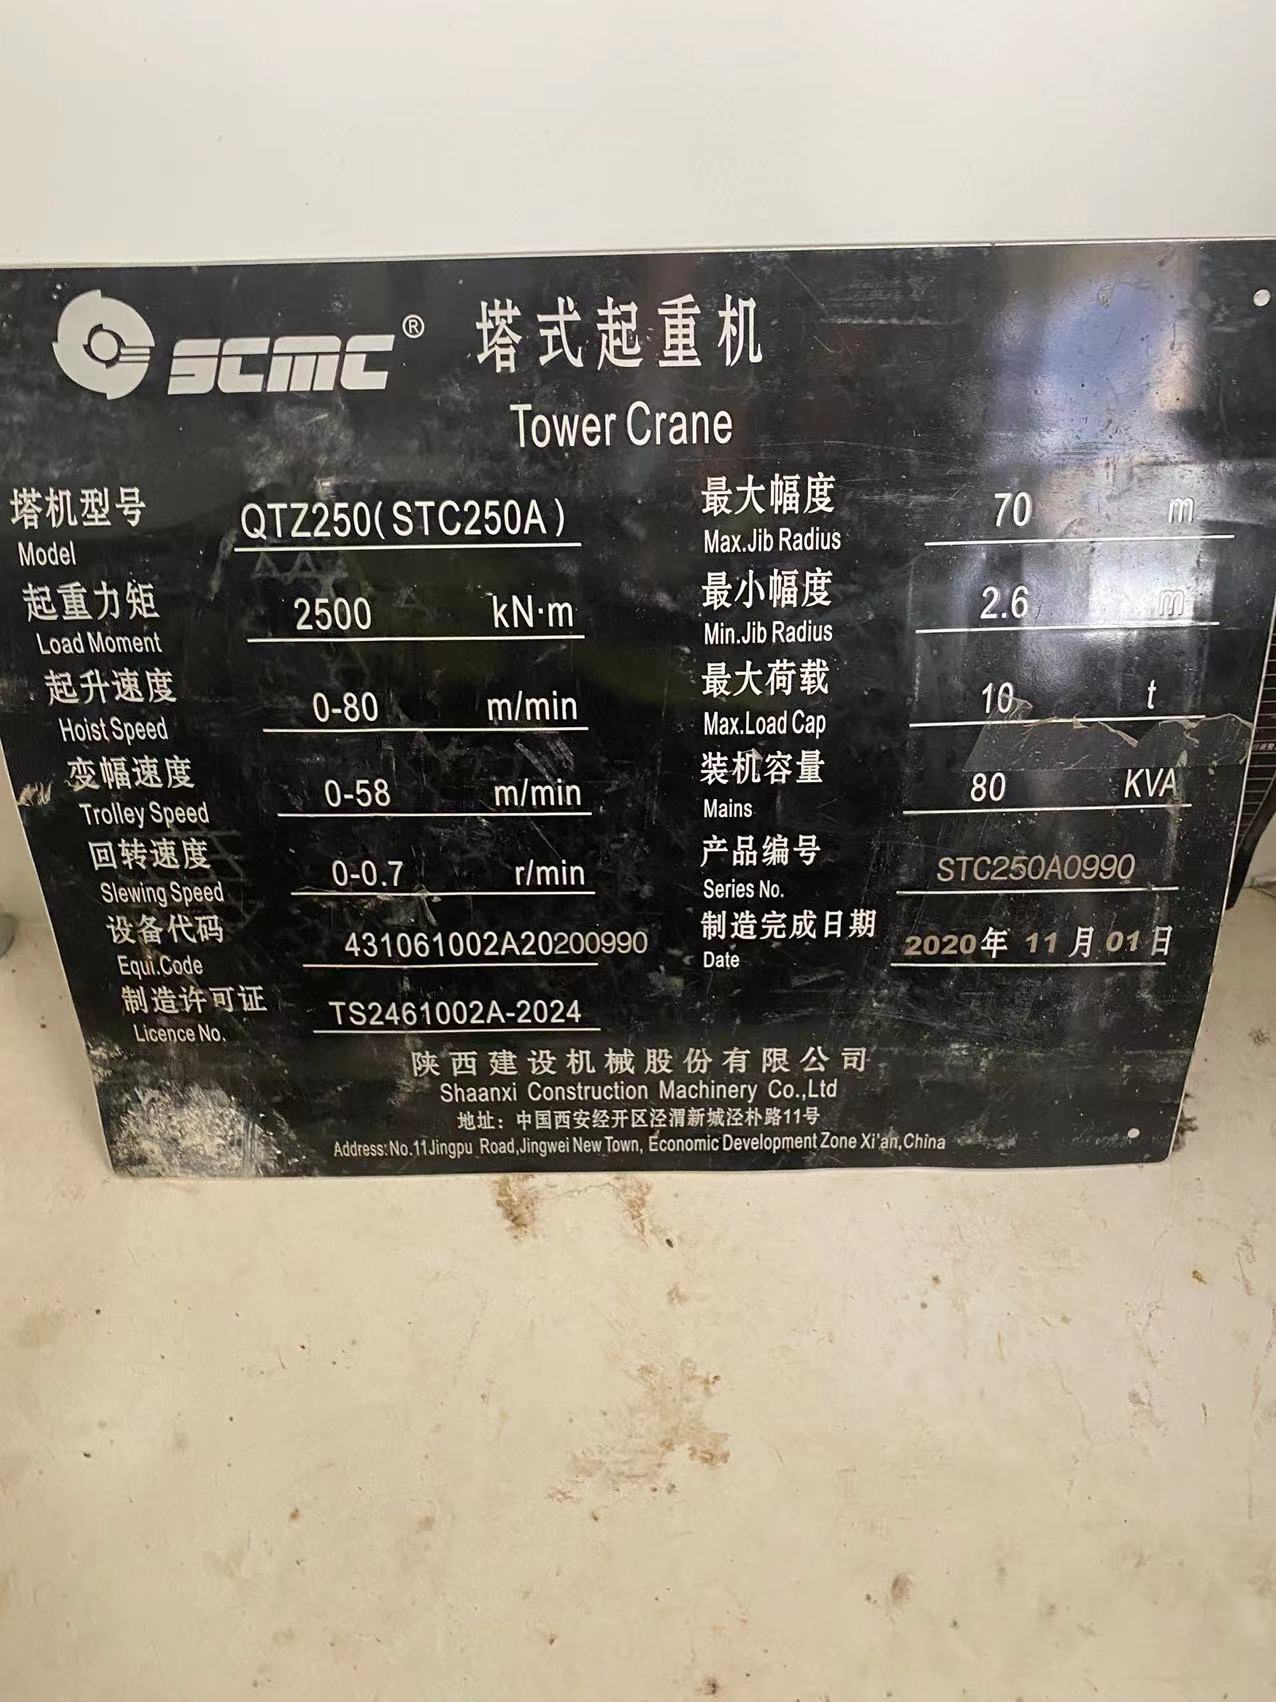 SCMC® 塔式起重机
Tower Crane
塔机型号 QTZ250(STC250A)
Model
起重力矩 2500 kN·m
Load Moment
起升速度 0-80 m/min
Hoist Speed
变幅速度 0-58 m/min
Trolley Speed
回转速度 0-0.7 r/min
Slewing Speed
设备代码 431061002A20200990
Equi.Code
制造许可证 TS2461002A-2024
Licence No.
最大幅度 70 m
Max.Jib Radius
最小幅度 2.6 m
Min.Jib Radius
最大荷载 10 t
Max.Load Cap
装机容量 80 KVA
Mains
产品编号 STC250A0990
Series No.
制造完成日期 2020年 11月 01日
Date
陕西建设机械股份有限公司
Shaanxi Construction Machinery Co.,Ltd
地址：中国西安经开区泾渭新城泾朴路11号
Address:No.11Jingpu Road,Jingwei New Town, Economic Development Zone Xi'an,China